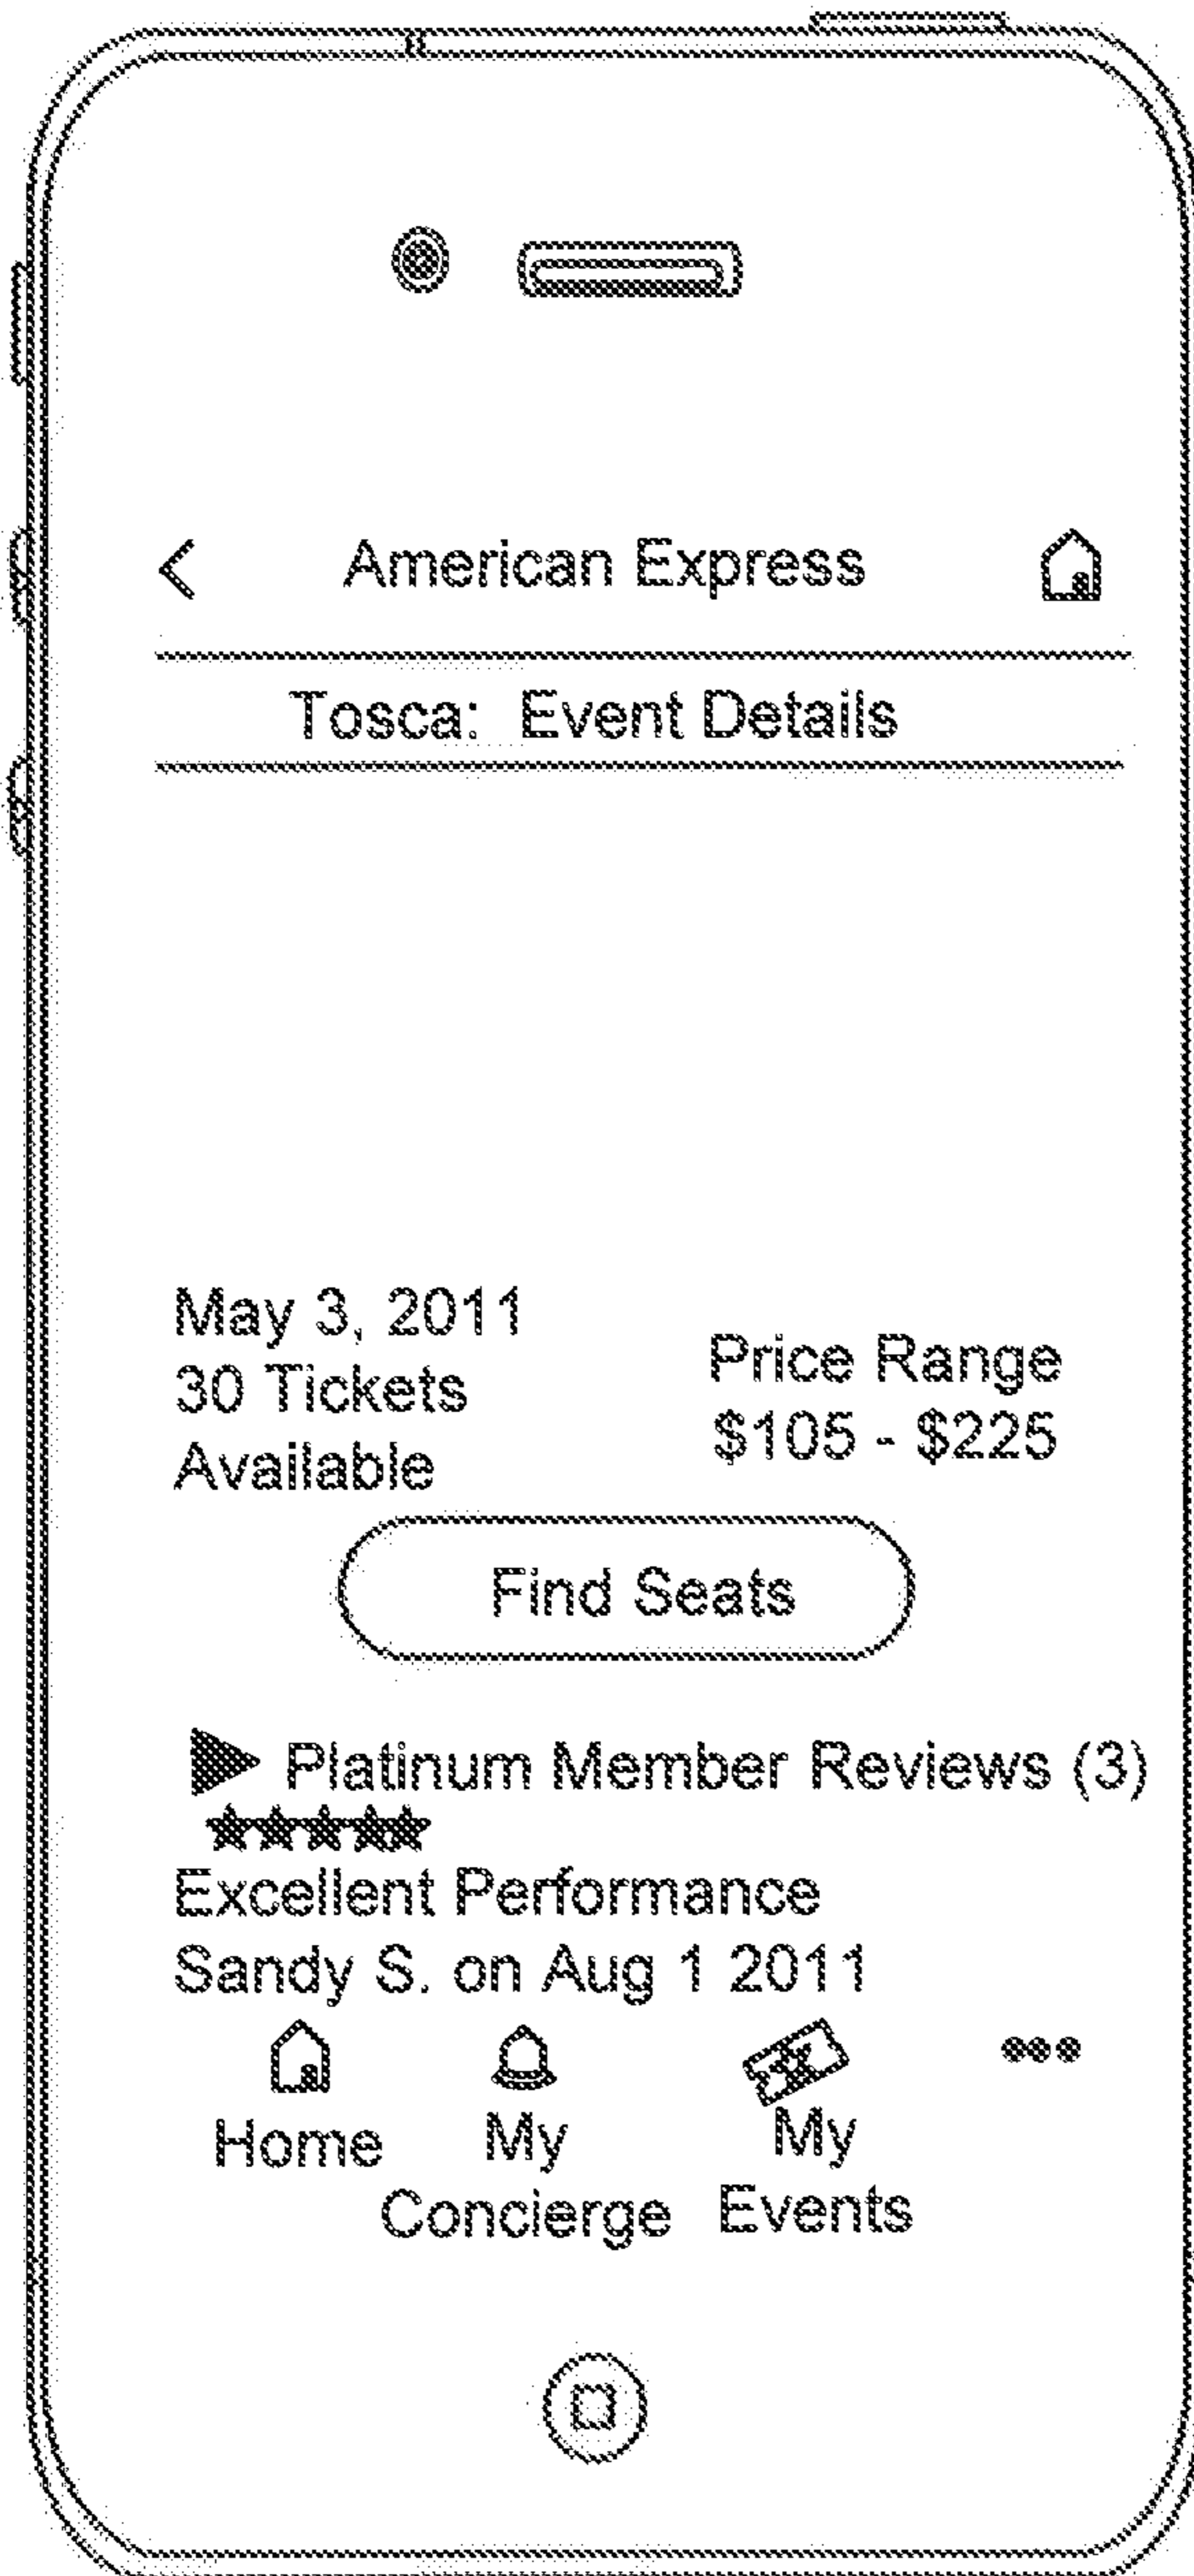 American Express
Tosca: Event Details
May 3, 2011
30 Tickets
Available
Price Range
$105 - $225
Find Seats
Platinum Member Reviews (3)
Excellent Performance
Sandy S. on Aug 1 2011
Home
My
Concierge
My
Events